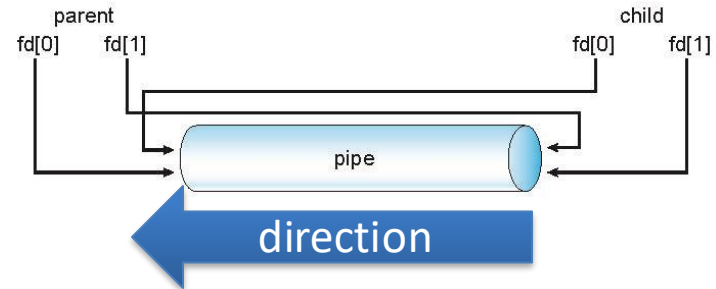 parent child
fd[0] fd[1] fd[0] fd[1]
pipe
direction